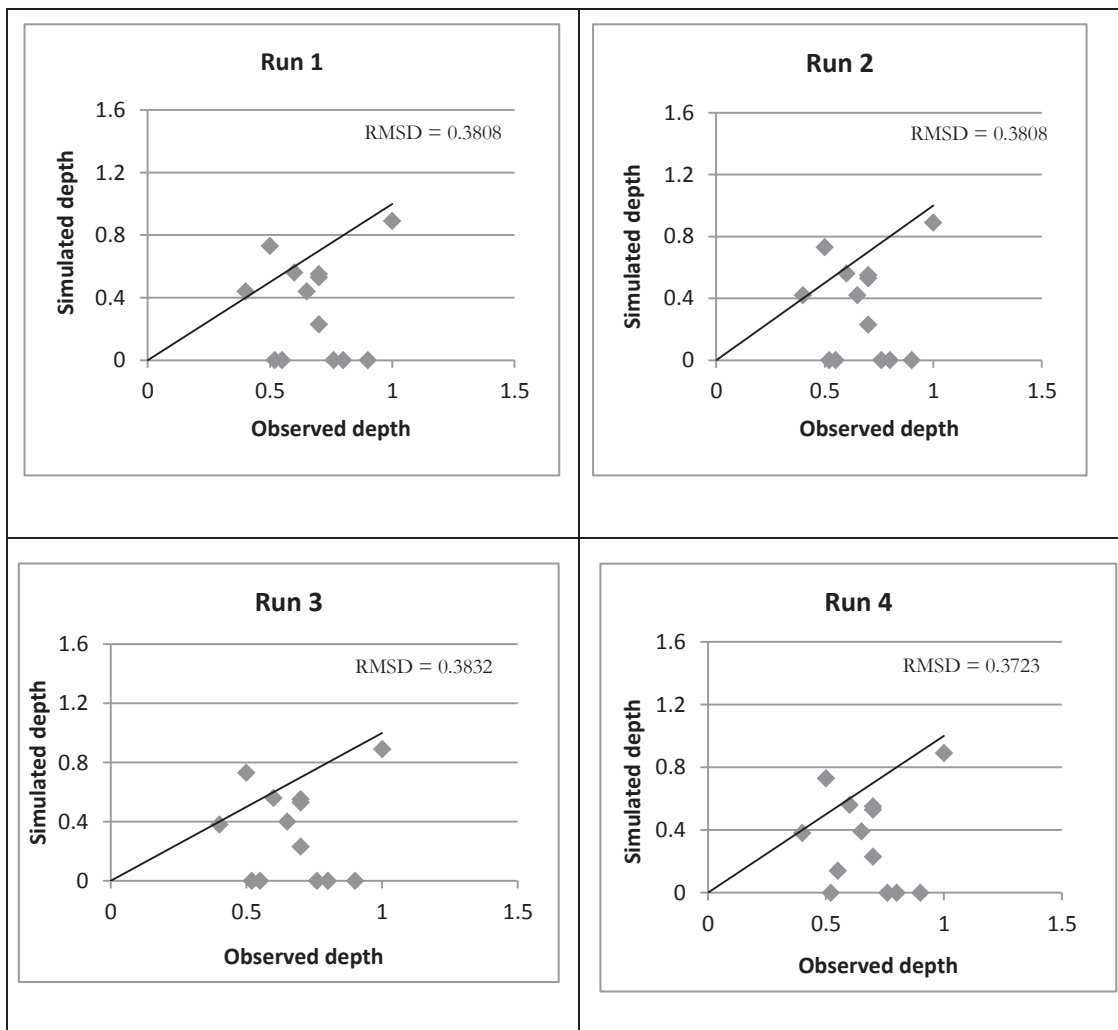 Run 1
RMSD = 0.3808
1.6
1.2
0.8
0.4
0
0
0.5
1
1.5
Simulated depth
Observed depth
Run 2
RMSD = 0.3808
1.6
1.2
0.8
0.4
0
0
0.5
1
1.5
Simulated depth
Observed depth
Run 3
RMSD = 0.3832
1.6
1.2
0.8
0.4
0
0
0.5
1
1.5
Simulated depth
Observed depth
Run 4
RMSD = 0.3723
1.6
1.2
0.8
0.4
0
0
0.5
1
1.5
Simulated depth
Observed depth